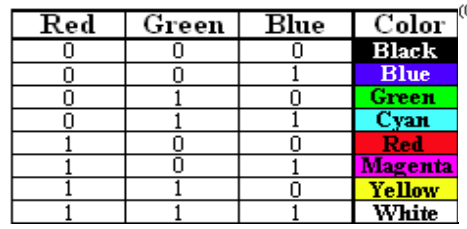 Red Green Blue Color
0 0 0 Black
0 0 1 Blue
0 1 0 Green
0 1 1 Cyan
1 0 0 Red
1 0 1 Magenta
1 1 0 Yellow
1 1 1 White